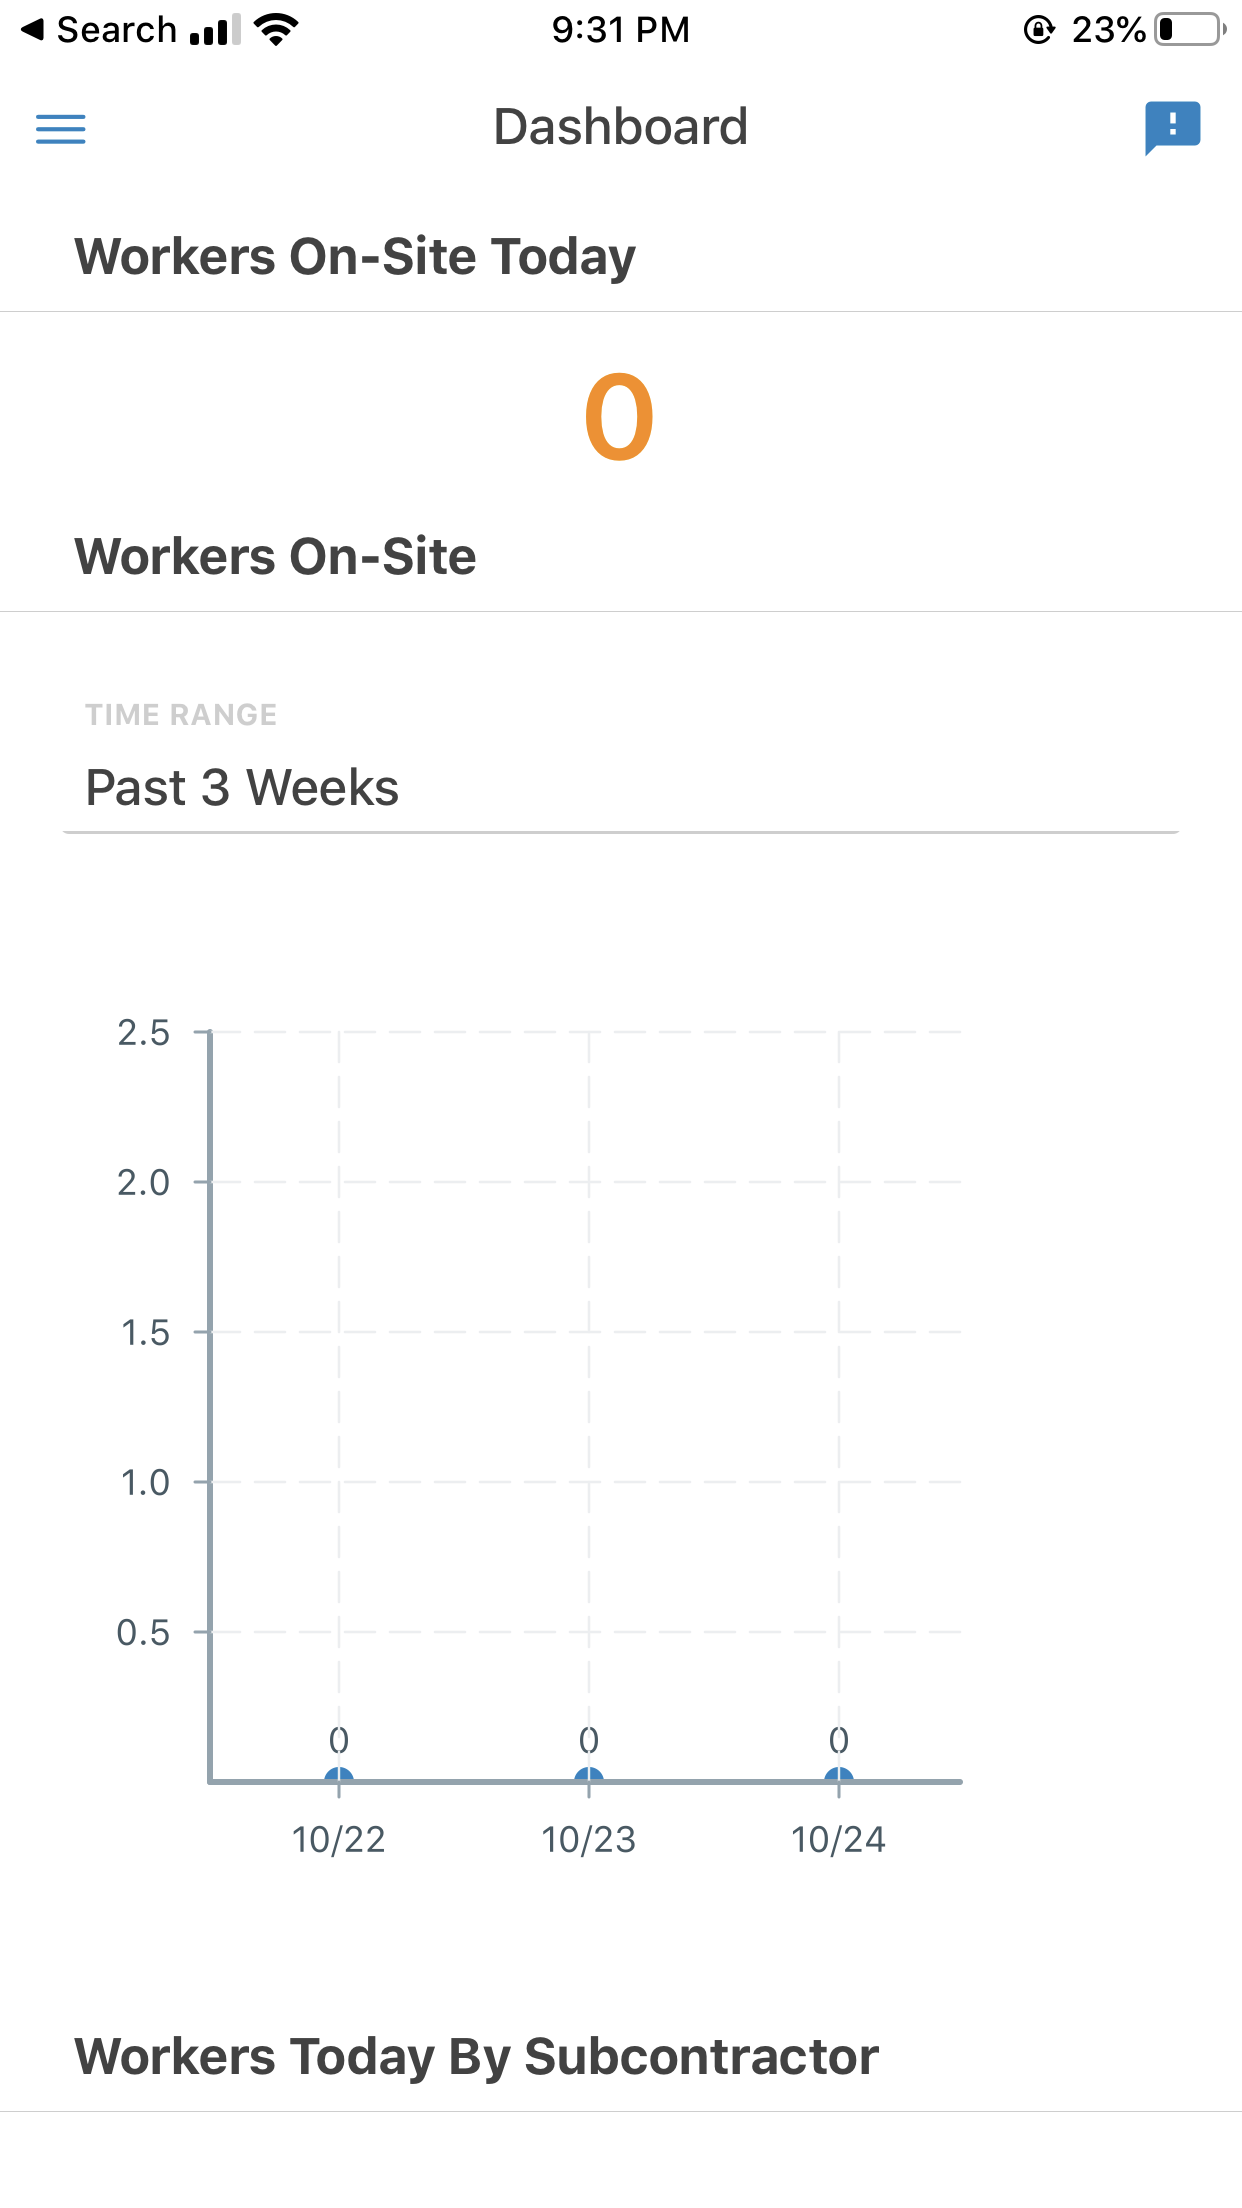 Search 9:31 PM 23%
Dashboard
Workers On-Site Today
0
Workers On-Site
TIME RANGE
Past 3 Weeks
2.5
2.0
1.5
1.0
0.5
0 0 0
10/22 10/23 10/24
Workers Today By Subcontractor